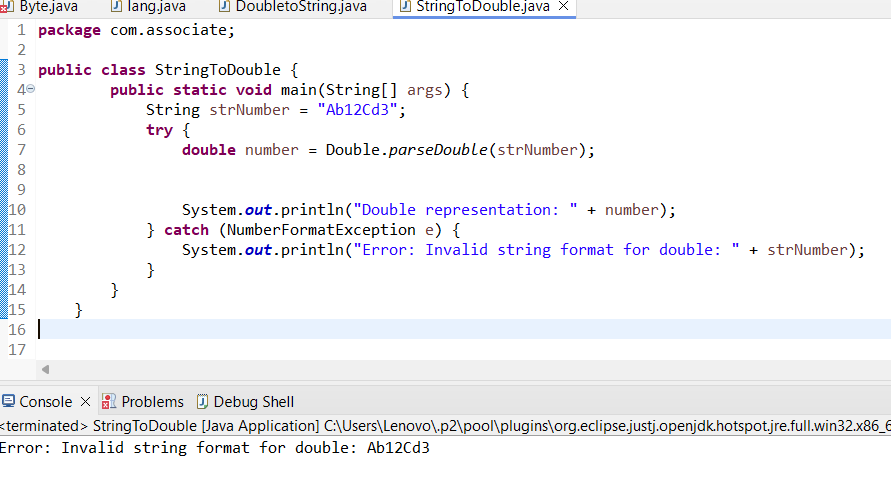 Byte.java lang.java DoubletoString.java StringToDouble.java
1 package com.associate;
2
3 public class StringToDouble {
4 public static void main(String[] args) {
5 String strNumber = "Ab12Cd3";
6 try {
7 double number = Double.parseDouble(strNumber);
8
9
10 System.out.println("Double representation: " + number);
11 } catch (NumberFormatException e) {
12 System.out.println("Error: Invalid string format for double: " + strNumber);
13 }
14 }
15 }
16
17
Console Problems Debug Shell
<terminated> StringToDouble [Java Application] C:\Users\Lenovo\.p2\pool\plugins\org.eclipse.justj.openjdk.hotspot.jre.full.win32.x86_6
Error: Invalid string format for double: Ab12Cd3